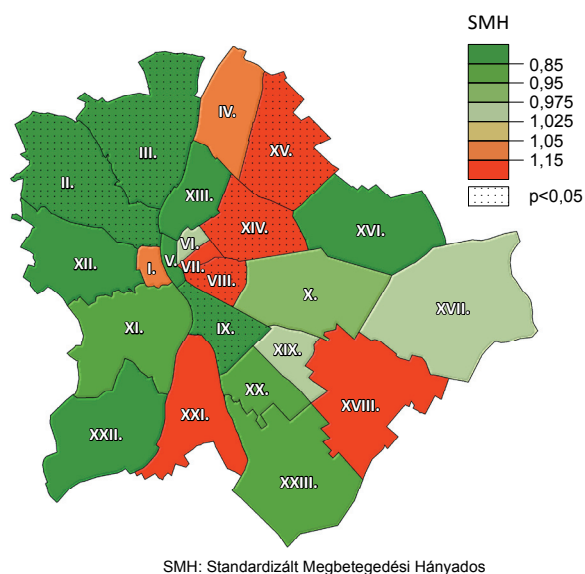 SMH
0,85
0,95
0,975
1,025
1,05
1,15
p<0,05
IV.
XV.
III.
II.
XIII.
XIV.
XVI.
VI.
XII.
I.
V.
VII.
VIII.
X.
XVII.
XI.
IX.
XIX.
XX.
XXI.
XVIII.
XXII.
XXIII.
SMH: Standardizált Megbetegedési Hányados